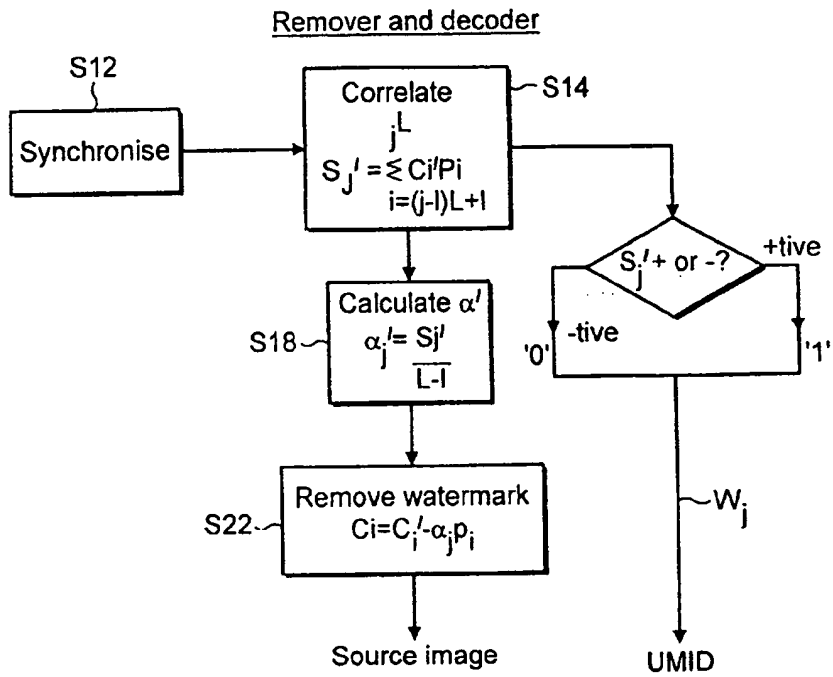 Remover and decoder
S12
Synchronise
Correlate
jL
Sj' = Σ Ci'Pi
i=(j-I)L+I
S14
Sj'+ or -?
+tive
-tive
'0'
'1'
Calculate α'
αj' = Sj'
L-I
S18
Remove watermark
Ci=Ci'-αjpi
S22
Wj
Source image
UMID